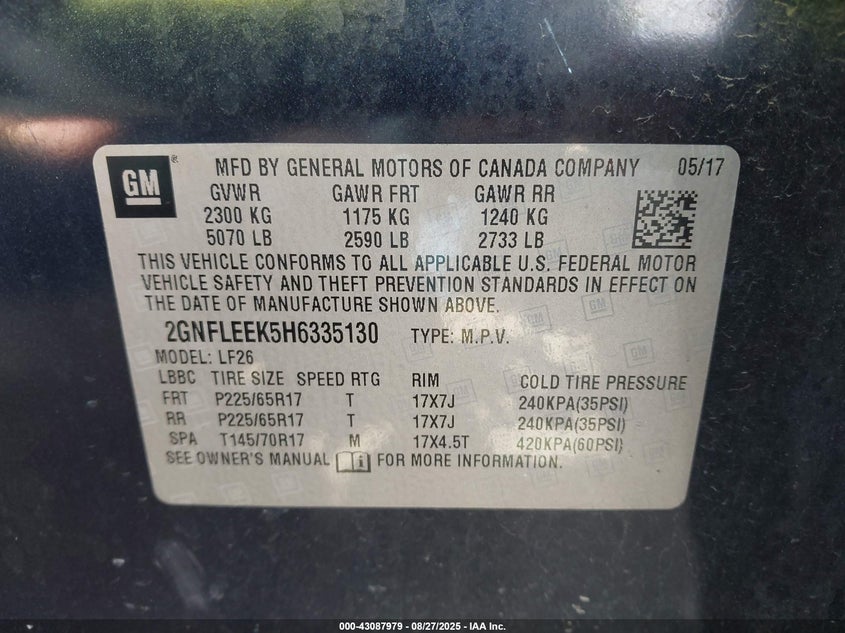 GM ® MFD BY GENERAL MOTORS OF CANADA COMPANY 05/17
GVWR GAWR FRT GAWR RR
2300 KG 1175 KG 1240 KG
5070 LB 2590 LB 2733 LB
THIS VEHICLE CONFORMS TO ALL APPLICABLE U.S. FEDERAL MOTOR
VEHICLE SAFETY AND THEFT PREVENTION STANDARDS IN EFFECT ON
THE DATE OF MANUFACTURE SHOWN ABOVE.
2GNFLEEK5H6335130 TYPE: M.P.V.
MODEL: LF26
LBBC TIRE SIZE SPEED RTG RIM COLD TIRE PRESSURE
FRT P225/65R17 T 17X7J 240KPA(35PSI)
RR P225/65R17 T 17X7J 240KPA(35PSI)
SPA T145/70R17 M 17X4.5T 420KPA(60PSI)
SEE OWNER'S MANUAL i FOR MORE INFORMATION.
000-43087979 - 08/27/2025 - IAA Inc.